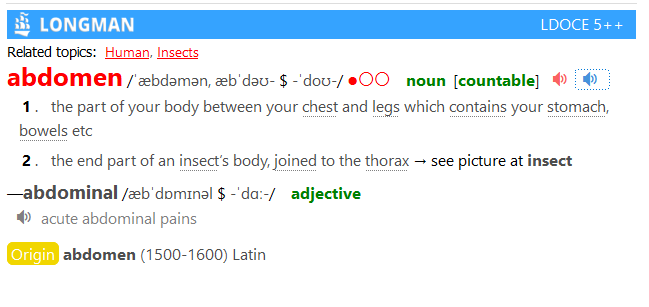 LONGMAN LDOCE 5++
Related topics: Human, Insects
abdomen /ˈæbdəmən, æbˈdəʊ- $ -ˈdoʊ-/ ●○○ noun [countable]
1. the part of your body between your chest and legs which contains your stomach,
bowels etc
2. the end part of an insect’s body, joined to the thorax → see picture at insect
—abdominal /æbˈdɒmɪnəl $ -ˈdɑː-/ adjective
acute abdominal pains
Origin abdomen (1500-1600) Latin